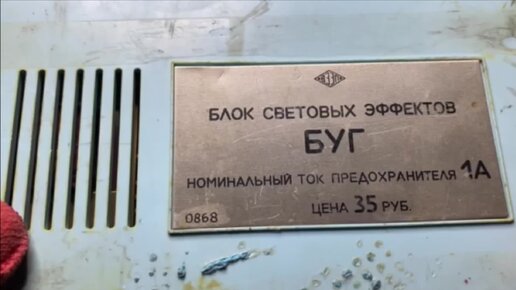 БЛОК СВЕТОВЫХ ЭФФЕКТОВ
БУГ
НОМИНАЛЬНЫЙ ТОК ПРЕДОХРАНИТЕЛЯ 1А
ЦЕНА 35 РУБ.
0868